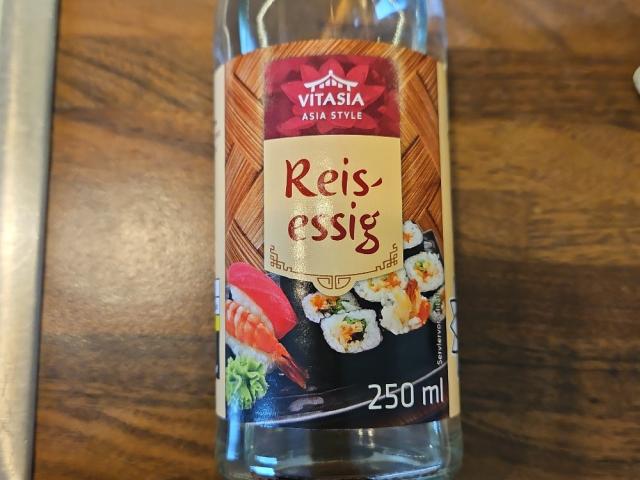 VITASIA
ASIA STYLE
Reis-
essig
250 ml